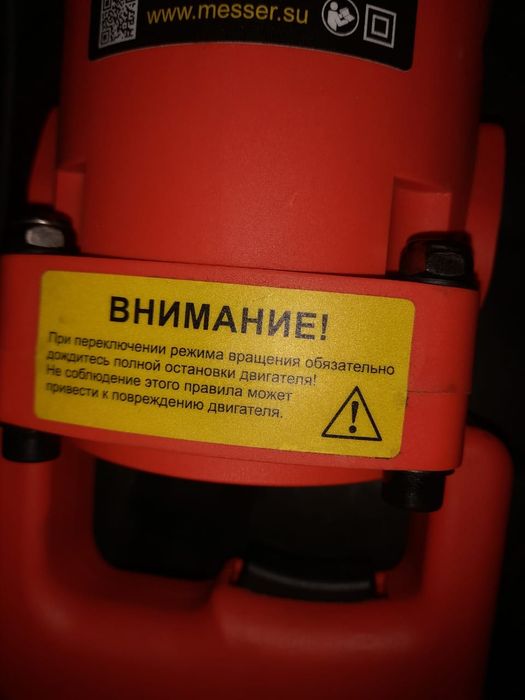 www.messer.su
ВНИМАНИЕ!
При переключении режима вращения обязательно
дождитесь полной остановки двигателя!
Не соблюдение этого правила может
привести к повреждению двигателя.